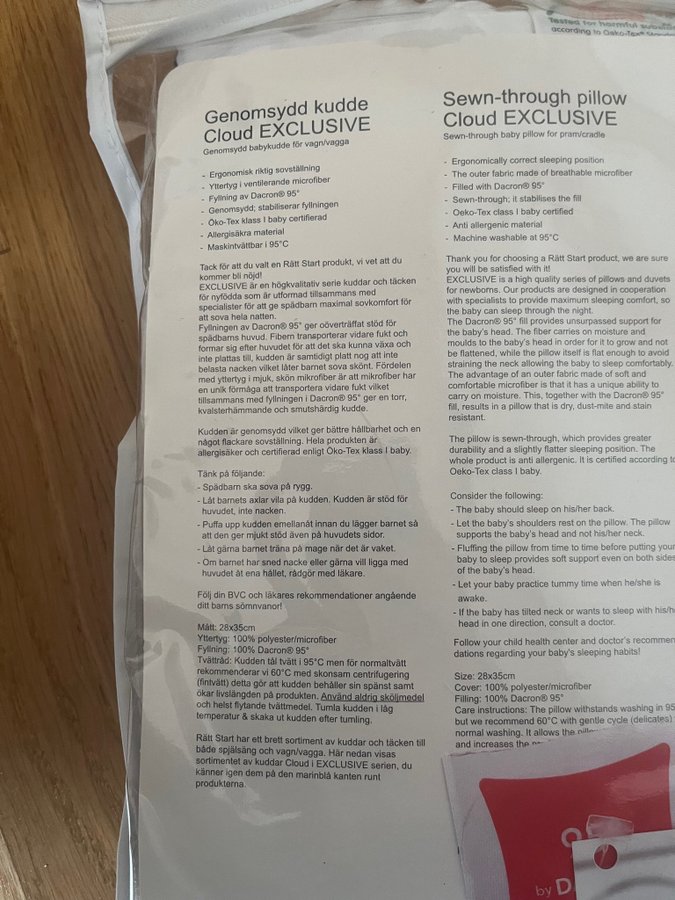 Tested for harmful
according to Oeko-Tex®
Genomsydd kudde
Cloud EXCLUSIVE
Genomsydd babykudde för vagn/vagga
- Ergonomisk riktig sovställning
- Yttertyg i ventilerande microfiber
- Fyllning av Dacron® 95°
- Genomsydd; stabiliserar fyllningen
- Öko-Tex klass I baby certifierad
- Allergisäkra material
- Maskintvättbar i 95°C
Tack för att du valt en Rätt Start produkt, vi vet att du
kommer bli nöjd!
EXCLUSIVE är en högkvalitativ serie kuddar och täcken
för nyfödda som är utformad tillsammans med
specialister för att ge spädbarn maximal sovkomfort för
att sova hela natten.
Fyllningen av Dacron® 95° ger oöverträffat stöd för
spädbarns huvud. Fibern transporterar vidare fukt och
formar sig efter huvudet för att det ska kunna växa och
inte plattas till, kudden är samtidigt platt nog att inte
belasta nacken vilket låter barnet sova skönt. Fördelen
med yttertyg i mjuk, skön mikrofiber är att mikrofiber har
en unik förmåga att transportera vidare fukt vilket
tillsammans med fyllningen i Dacron® 95° ger en torr,
kvalsterhämmande och smutshärdig kudde.
Kudden är genomsydd vilket ger bättre hållbarhet och en
något flackare sovställning. Hela produkten är
allergisäker och certifierad enligt Öko-Tex klass I baby.
Tänk på följande:
- Spädbarn ska sova på rygg.
- Låt barnets axlar vila på kudden. Kudden är stöd för
huvudet, inte nacken.
- Puffa upp kudden emellanåt innan du lägger barnet så
att den ger mjukt stöd även på huvudets sidor.
- Låt gärna barnet träna på mage när det är vaket.
- Om barnet har sned nacke eller gärna vill ligga med
huvudet åt ena hållet, rådgör med läkare.
Följ din BVC och läkares rekommendationer angående
ditt barns sömnvanor!
Mått: 28x35cm
Yttertyg: 100% polyester/microfiber
Fyllning: 100% Dacron® 95°
Tvättråd: Kudden tål tvätt i 95°C men för normaltvätt
rekommenderar vi 60°C med skonsam centrifugering
(fintvätt) detta gör att kudden behåller sin spänst samt
ökar livslängden på produkten. Använd aldrig sköljmedel
och helst flytande tvättmedel. Tumla kudden i låg
temperatur & skaka ut kudden efter tumling.
Rätt Start har ett brett sortiment av kuddar och täcken till
både spjälsäng och vagn/vagga. Här nedan visas
sortimentet av kuddar Cloud i EXCLUSIVE serien, du
känner igen dem på den marinblå kanten runt
produkterna.
Sewn-through pillow
Cloud EXCLUSIVE
Sewn-through baby pillow for pram/cradle
- Ergonomically correct sleeping position
- The outer fabric made of breathable microfiber
- Filled with Dacron® 95°
- Sewn-through; it stabilises the fill
- Oeko-Tex class I baby certified
- Anti allergenic material
- Machine washable at 95°C
Thank you for choosing a Rätt Start product, we are sure
you will be satisfied with it!
EXCLUSIVE is a high quality series of pillows and duvets
for newborns. Our products are designed in cooperation
with specialists to provide maximum sleeping comfort, so
the baby can sleep through the night.
The Dacron® 95° fill provides unsurpassed support for
the baby's head. The fiber carries on moisture and
moulds to the baby's head in order for it to grow and not
be flattened, while the pillow itself is flat enough to avoid
straining the neck allowing the baby to sleep comfortably.
The advantage of an outer fabric made of soft and
comfortable microfiber is that it has a unique ability to
carry on moisture. This, together with the Dacron® 95°
fill, results in a pillow that is dry, dust-mite and stain
resistant.
The pillow is sewn-through, which provides greater
durability and a slightly flatter sleeping position. The
whole product is anti allergenic. It is certified according to
Oeko-Tex class I baby.
Consider the following:
- The baby should sleep on his/her back.
- Let the baby's shoulders rest on the pillow. The pillow
supports the baby's head and not his/her neck.
- Fluffing the pillow from time to time before putting your
baby to sleep provides soft support even on both sides
of the baby's head.
- Let your baby practice tummy time when he/she is
awake.
- If the baby has tilted neck or wants to sleep with his/h
head in one direction, consult a doctor.
Follow your child health center and doctor's recommen-
dations regarding your baby's sleeping habits!
Size: 28x35cm
Cover: 100% polyester/microfiber
Filling: 100% Dacron® 95°
Care instructions: The pillow withstands washing in 95
but we recommend 60°C with gentle cycle (delicates)
normal washing. It allows the
and increases the
by D